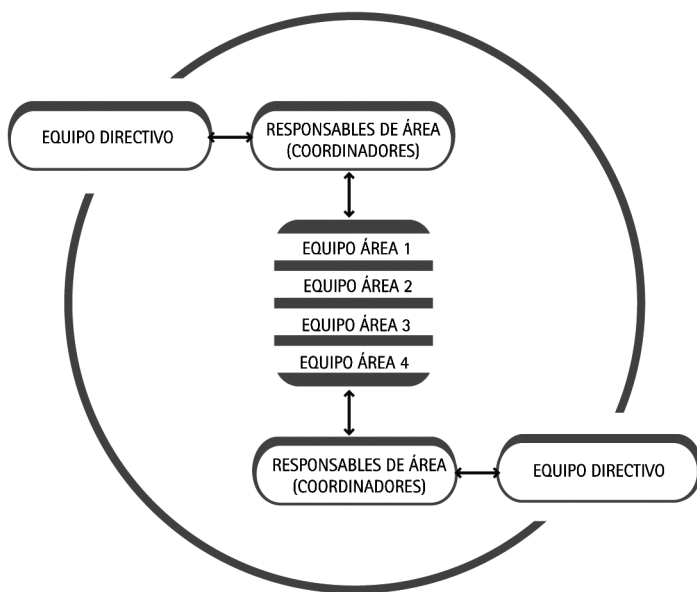 EQUIPO DIRECTIVO
RESPONSABLES DE ÁREA
(COORDINADORES)
EQUIPO ÁREA 1
EQUIPO ÁREA 2
EQUIPO ÁREA 3
EQUIPO ÁREA 4
RESPONSABLES DE ÁREA
(COORDINADORES)
EQUIPO DIRECTIVO